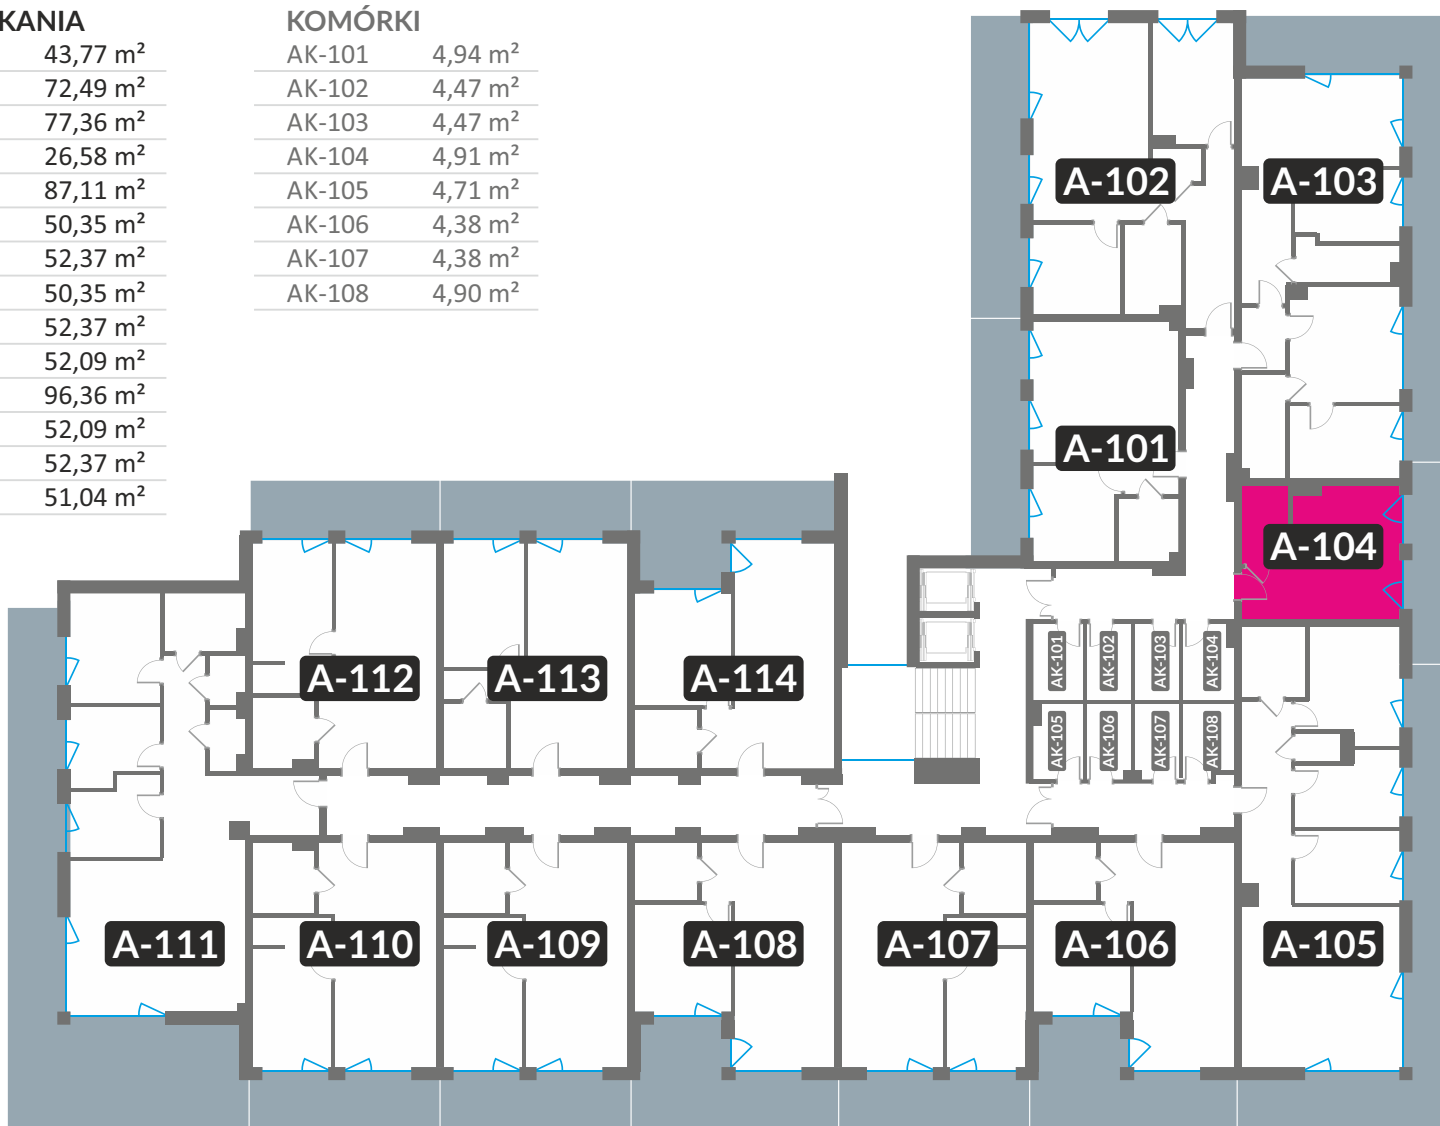 KANIA
43,77 m²
72,49 m²
77,36 m²
26,58 m²
87,11 m²
50,35 m²
52,37 m²
50,35 m²
52,37 m²
52,09 m²
96,36 m²
52,09 m²
52,37 m²
51,04 m²
KOMÓRKI
AK-101 4,94 m²
AK-102 4,47 m²
AK-103 4,47 m²
AK-104 4,91 m²
AK-105 4,71 m²
AK-106 4,38 m²
AK-107 4,38 m²
AK-108 4,90 m²
A-102
A-103
A-101
A-104
AK-101
AK-102
AK-103
AK-104
A-112
A-113
A-114
AK-105
AK-106
AK-107
AK-108
A-111
A-110
A-109
A-108
A-107
A-106
A-105